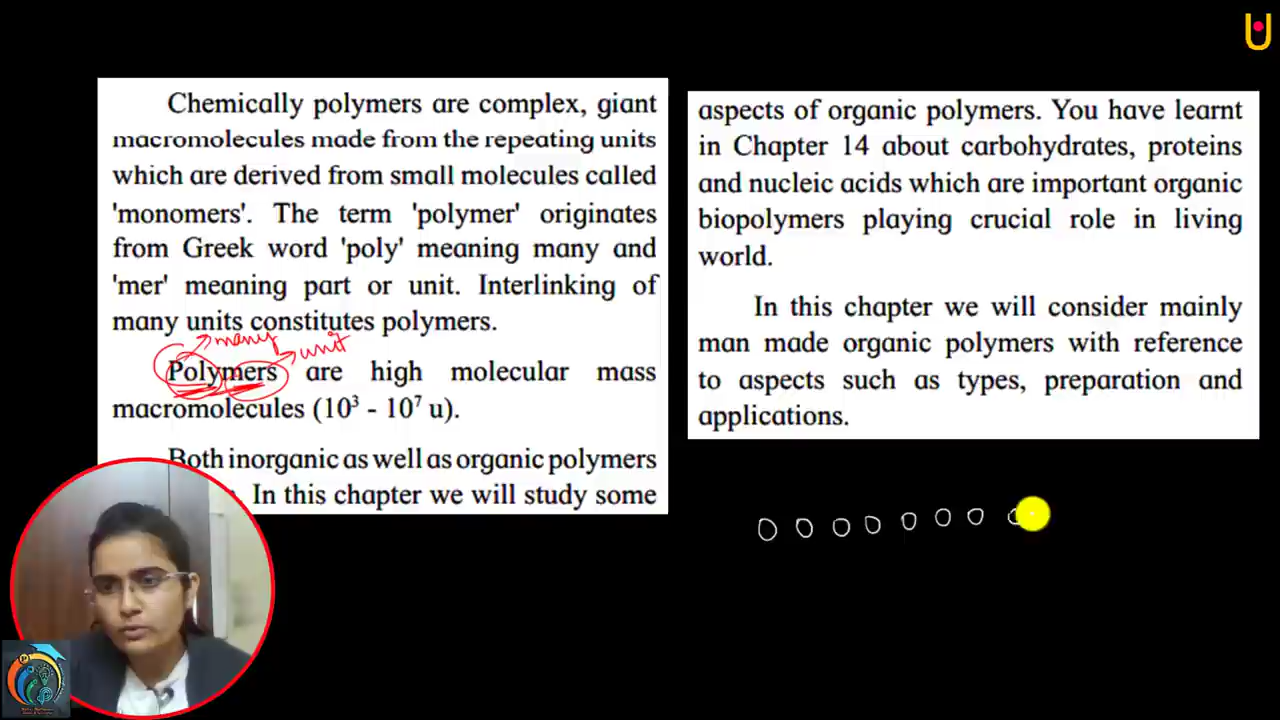 Chemically polymers are complex, giant
macromolecules made from the repeating units
which are derived from small molecules called
'monomers'. The term 'polymer' originates
from Greek word 'poly' meaning many and
'mer' meaning part or unit. Interlinking of
many units constitutes polymers.
many
unit
Polymers are high molecular mass
macromolecules (10³ - 10⁷ u).
Both inorganic as well as organic polymers
In this chapter we will study some
aspects of organic polymers. You have learnt
in Chapter 14 about carbohydrates, proteins
and nucleic acids which are important organic
biopolymers playing crucial role in living
world.
In this chapter we will consider mainly
man made organic polymers with reference
to aspects such as types, preparation and
applications.